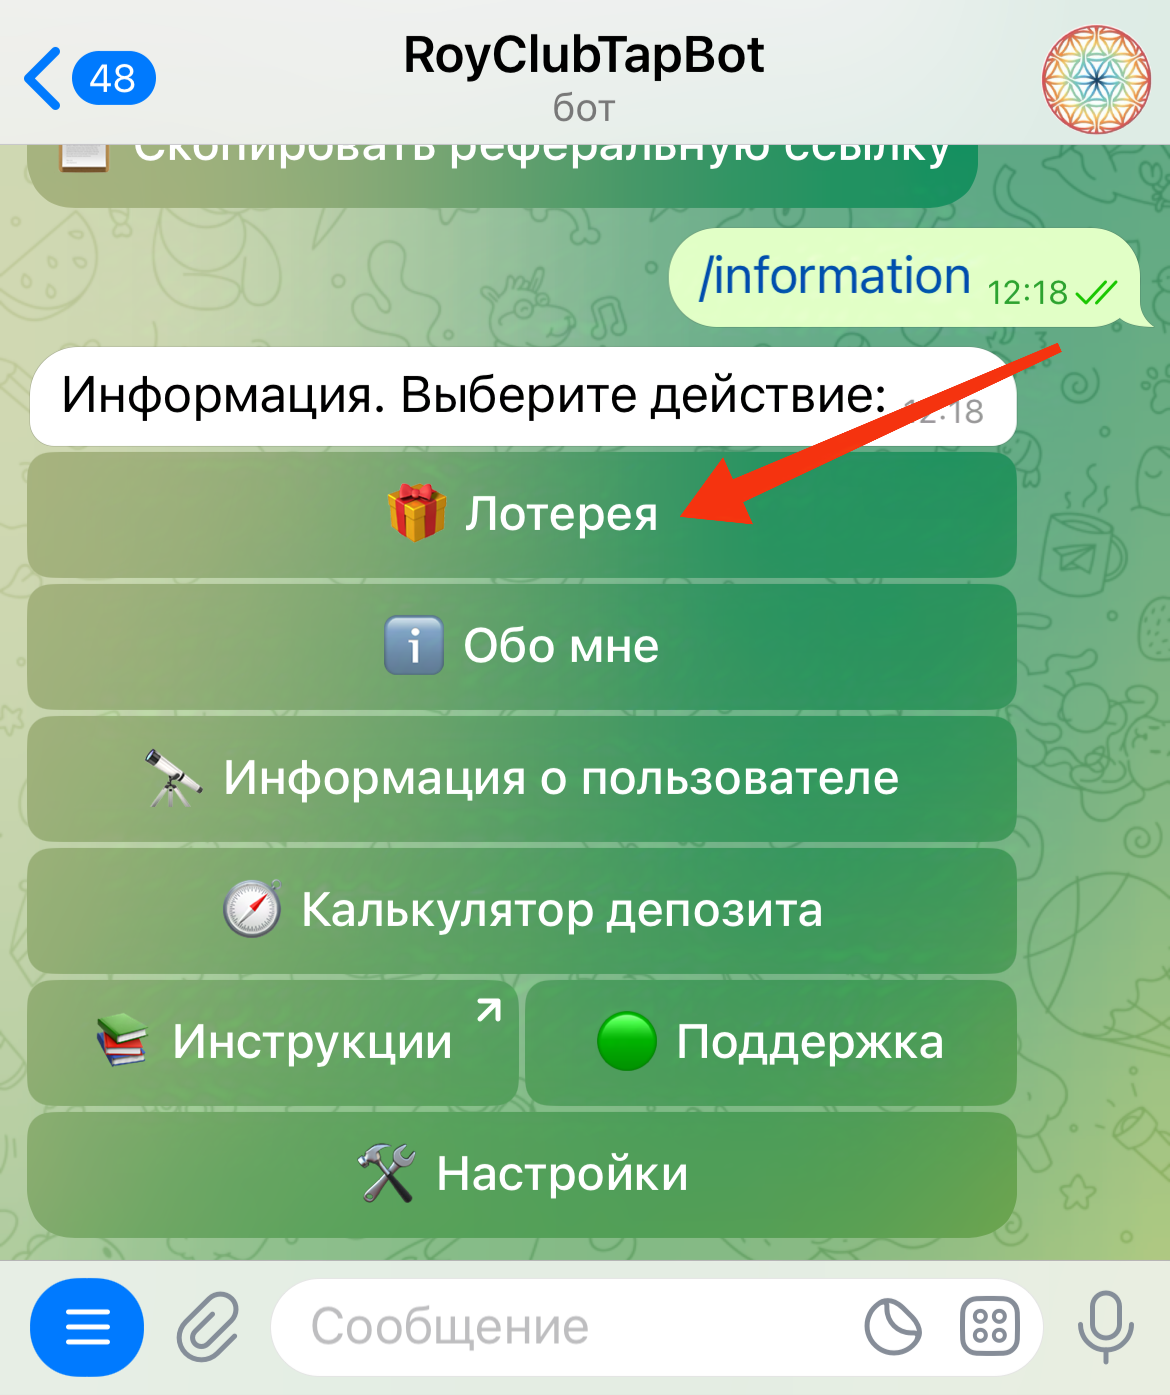 48
RoyClubTapBot
бот
Скопировать реферальную ссылку
/information 12:18
Информация. Выберите действие: 12:18
Лотерея
Обо мне
Информация о пользователе
Калькулятор депозита
Инструкции
Поддержка
Настройки
Сообщение